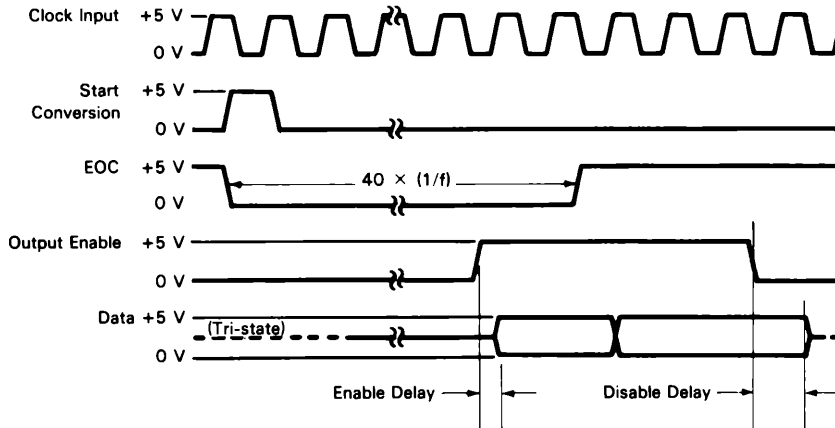 Clock Input +5 V
0 V
Start Conversion +5 V
0 V
EOC +5 V
40 × (1/f)
0 V
Output Enable +5 V
0 V
Data +5 V
(Tri-state)
0 V
Enable Delay
Disable Delay